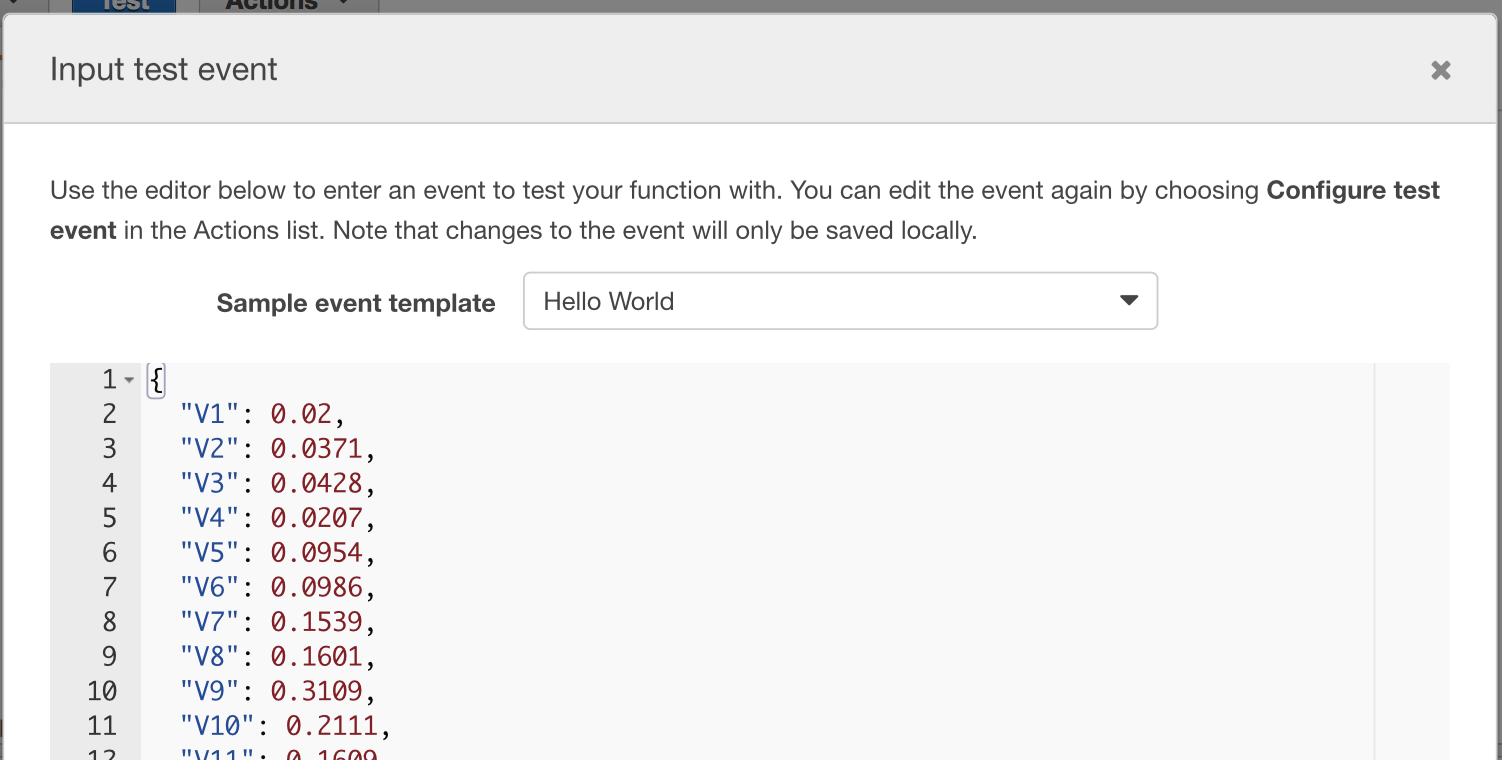 Test Actions
Input test event
Use the editor below to enter an event to test your function with. You can edit the event again by choosing Configure test
event in the Actions list. Note that changes to the event will only be saved locally.
Sample event template Hello World
1 {
2 "V1": 0.02,
3 "V2": 0.0371,
4 "V3": 0.0428,
5 "V4": 0.0207,
6 "V5": 0.0954,
7 "V6": 0.0986,
8 "V7": 0.1539,
9 "V8": 0.1601,
10 "V9": 0.3109,
11 "V10": 0.2111,
12 "V11": 0.1609